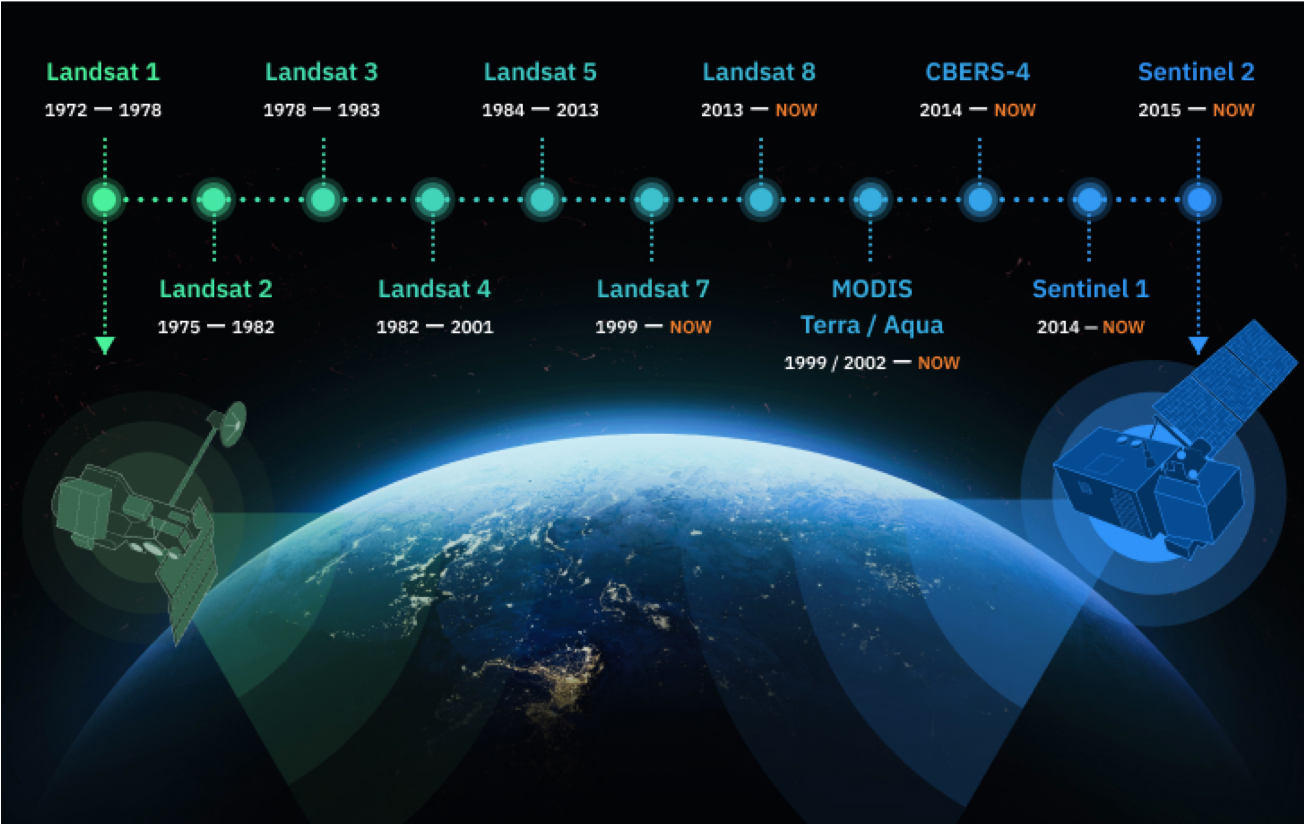 Landsat 1
1972 — 1978
Landsat 3
1978 — 1983
Landsat 5
1984 — 2013
Landsat 8
2013 — NOW
CBERS-4
2014 — NOW
Sentinel 2
2015 — NOW
Landsat 2
1975 — 1982
Landsat 4
1982 — 2001
Landsat 7
1999 — NOW
MODIS
Terra / Aqua
1999 / 2002 — NOW
Sentinel 1
2014 — NOW